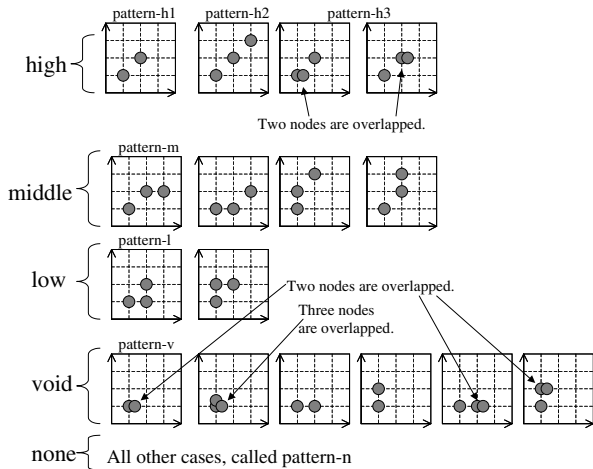 pattern-h1 pattern-h2 pattern-h3
high
Two nodes are overlapped.
pattern-m
middle
pattern-l
low
Two nodes are overlapped.
Three nodes
are overlapped.
pattern-v
void
none All other cases, called pattern-n